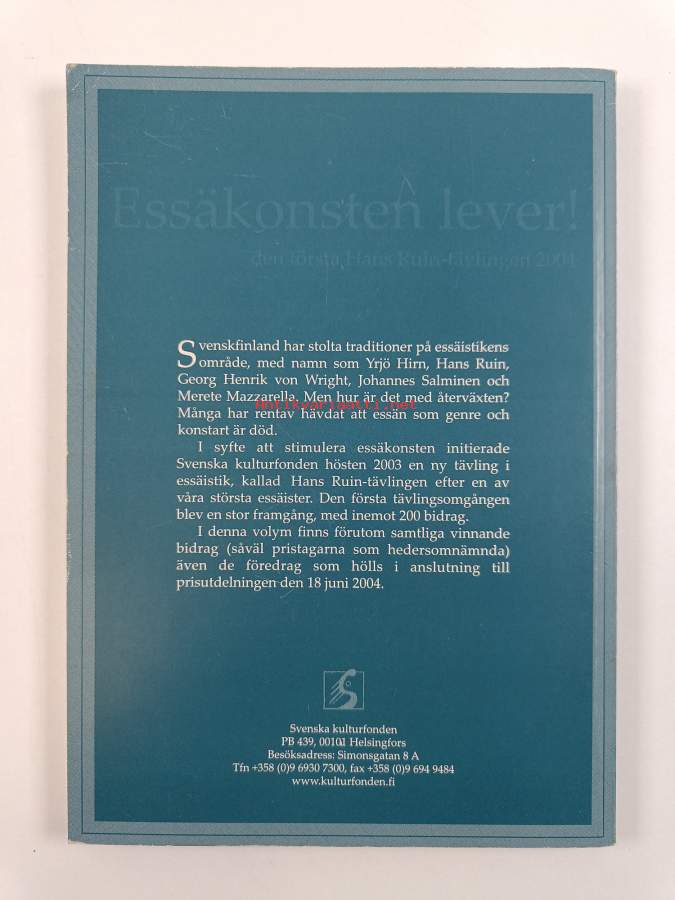 Essäkonsten lever!
den första Hans Ruin-tävlingen 2004
Svenskfinland har stolta traditioner på essäistikens
område, med namn som Yrjö Hirn, Hans Ruin,
Georg Henrik von Wright, Johannes Salminen och
Merete Mazzarella. Men hur är det med återväxten?
Antikvariaatti.net
Många har rentav hävdat att essän som genre och
konstart är död.
I syfte att stimulera essäkonsten initierade
Svenska kulturfonden hösten 2003 en ny tävling i
essäistik, kallad Hans Ruin-tävlingen efter en av
våra största essäister. Den första tävlingsomgången
blev en stor framgång, med inemot 200 bidrag.
I denna volym finns förutom samtliga vinnande
bidrag (såväl pristagarna som hedersomnämnda)
även de föredrag som hölls i anslutning till
prisutdelningen den 18 juni 2004.
Svenska kulturfonden
PB 439, 00101 Helsingfors
Besöksadress: Simonsgatan 8 A
Tfn +358 (0)9 6930 7300, fax +358 (0)9 694 9484
www.kulturfonden.fi